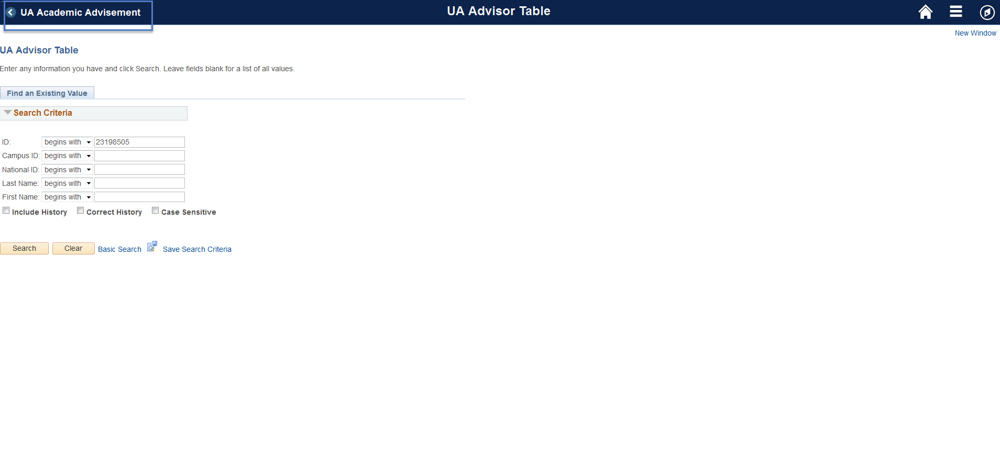 UA Academic Advisement
UA Advisor Table
New Window
UA Advisor Table
Enter any information you have and click Search. Leave fields blank for a list of all values.
Find an Existing Value
Search Criteria
ID: begins with 23198505
Campus ID: begins with
National ID: begins with
Last Name: begins with
First Name: begins with
Include History Correct History Case Sensitive
Search Clear Basic Search Save Search Criteria